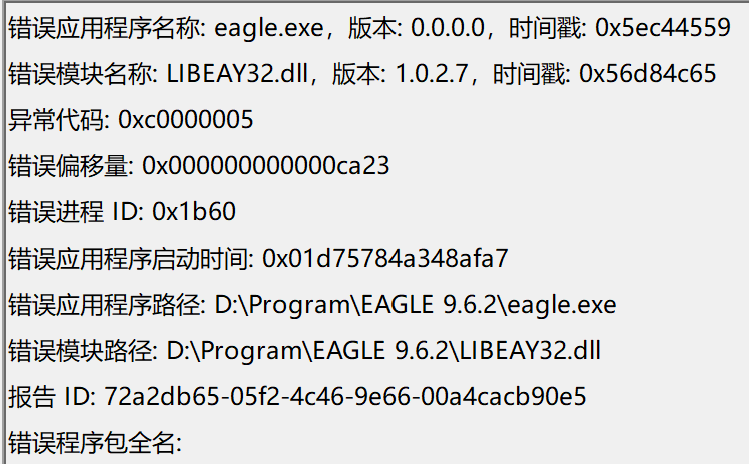 错误应用程序名称: eagle.exe，版本: 0.0.0.0，时间戳: 0x5ec44559
错误模块名称: LIBEAY32.dll，版本: 1.0.2.7，时间戳: 0x56d84c65
异常代码: 0xc0000005
错误偏移量: 0x000000000000ca23
错误进程 ID: 0x1b60
错误应用程序启动时间: 0x01d75784a348afa7
错误应用程序路径: D:\Program\EAGLE 9.6.2\eagle.exe
错误模块路径: D:\Program\EAGLE 9.6.2\LIBEAY32.dll
报告 ID: 72a2db65-05f2-4c46-9e66-00a4cacb90e5
错误程序包全名: